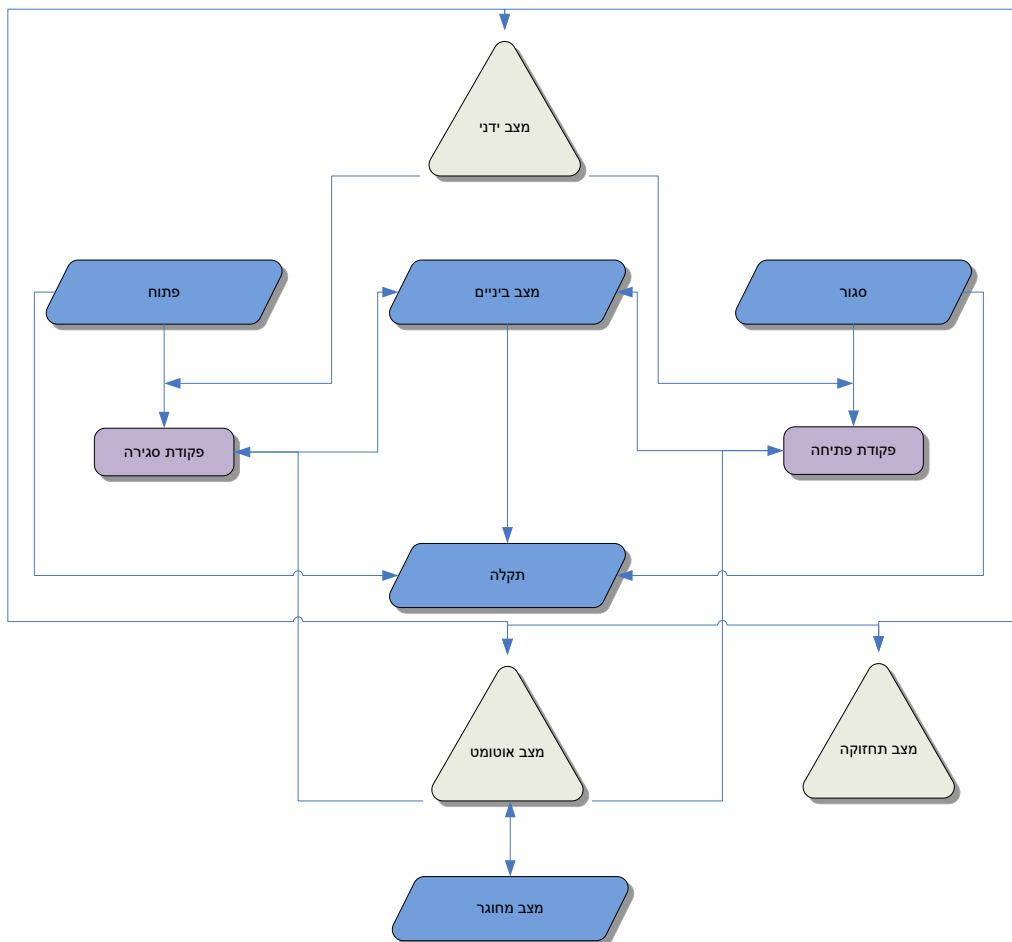 מצב ידני
פתוח
מצב ביניים
סגור
פקודת סגירה
פקודת פתיחה
תקלה
מצב אוטומט
מצב תחזוקה
מצב מחוגר